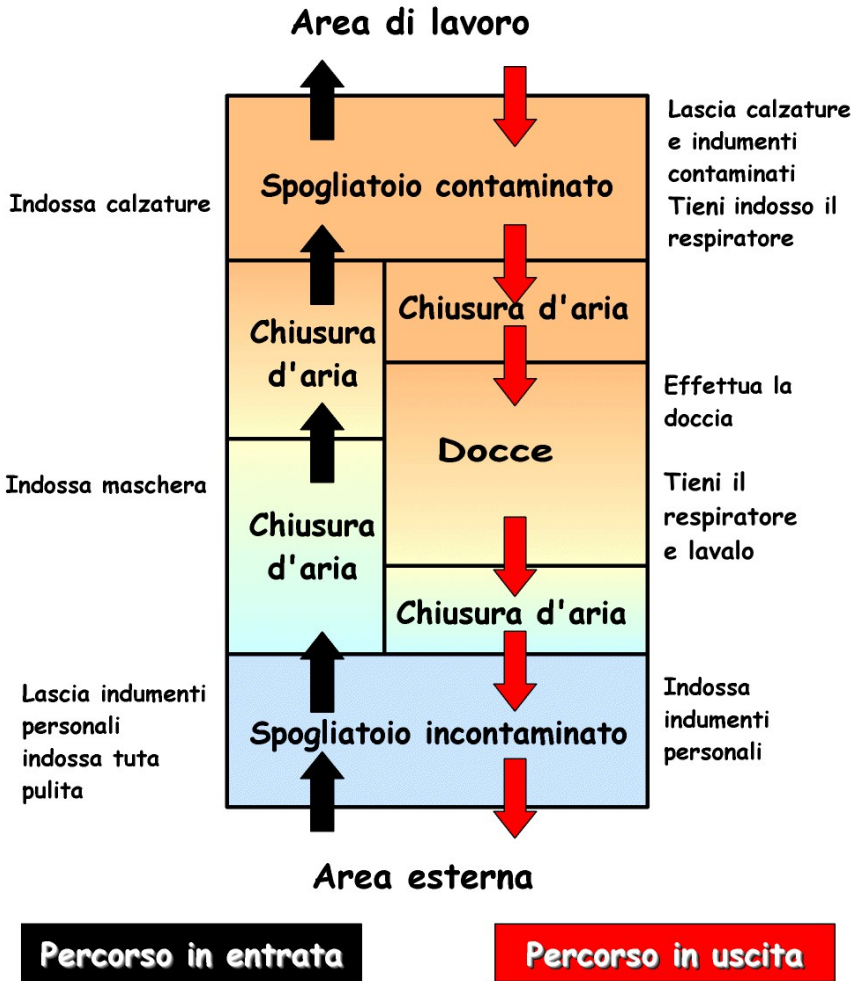 Area di lavoro
Lascia calzature
e indumenti
contaminati
Tieni indosso il
respiratore
Spogliatoio contaminato
Indossa calzature
Chiusura d'aria
Chiusura
d'aria
Effettua la
doccia
Docce
Indossa maschera
Tieni il
respiratore
e lavalo
Chiusura
d'aria
Chiusura d'aria
Lascia indumenti
personali
indossa tuta
pulita
Spogliatoio incontaminato
Indossa
indumenti
personali
Area esterna
Percorso in entrata
Percorso in uscita